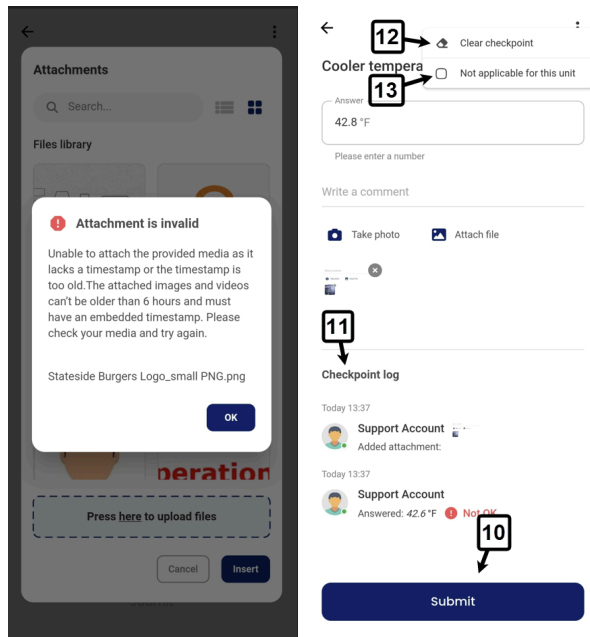 Attachments
Search...
Files library
Attachment is invalid
Unable to attach the provided media as it
lacks a timestamp or the timestamp is
too old.The attached images and videos
can't be older than 6 hours and must
have an embedded timestamp. Please
check your media and try again.
Stateside Burgers Logo_small PNG.png
OK
peration
Press here to upload files
Cancel
Insert
12
Clear checkpoint
Cooler tempera
13
Not applicable for this unit
Answer
42.8 °F
Please enter a number
Write a comment
Take photo
Attach file
11
Checkpoint log
Today 13:37
Support Account
Added attachment:
Today 13:37
Support Account
Answered: 42.6 °F Not OK
10
Submit